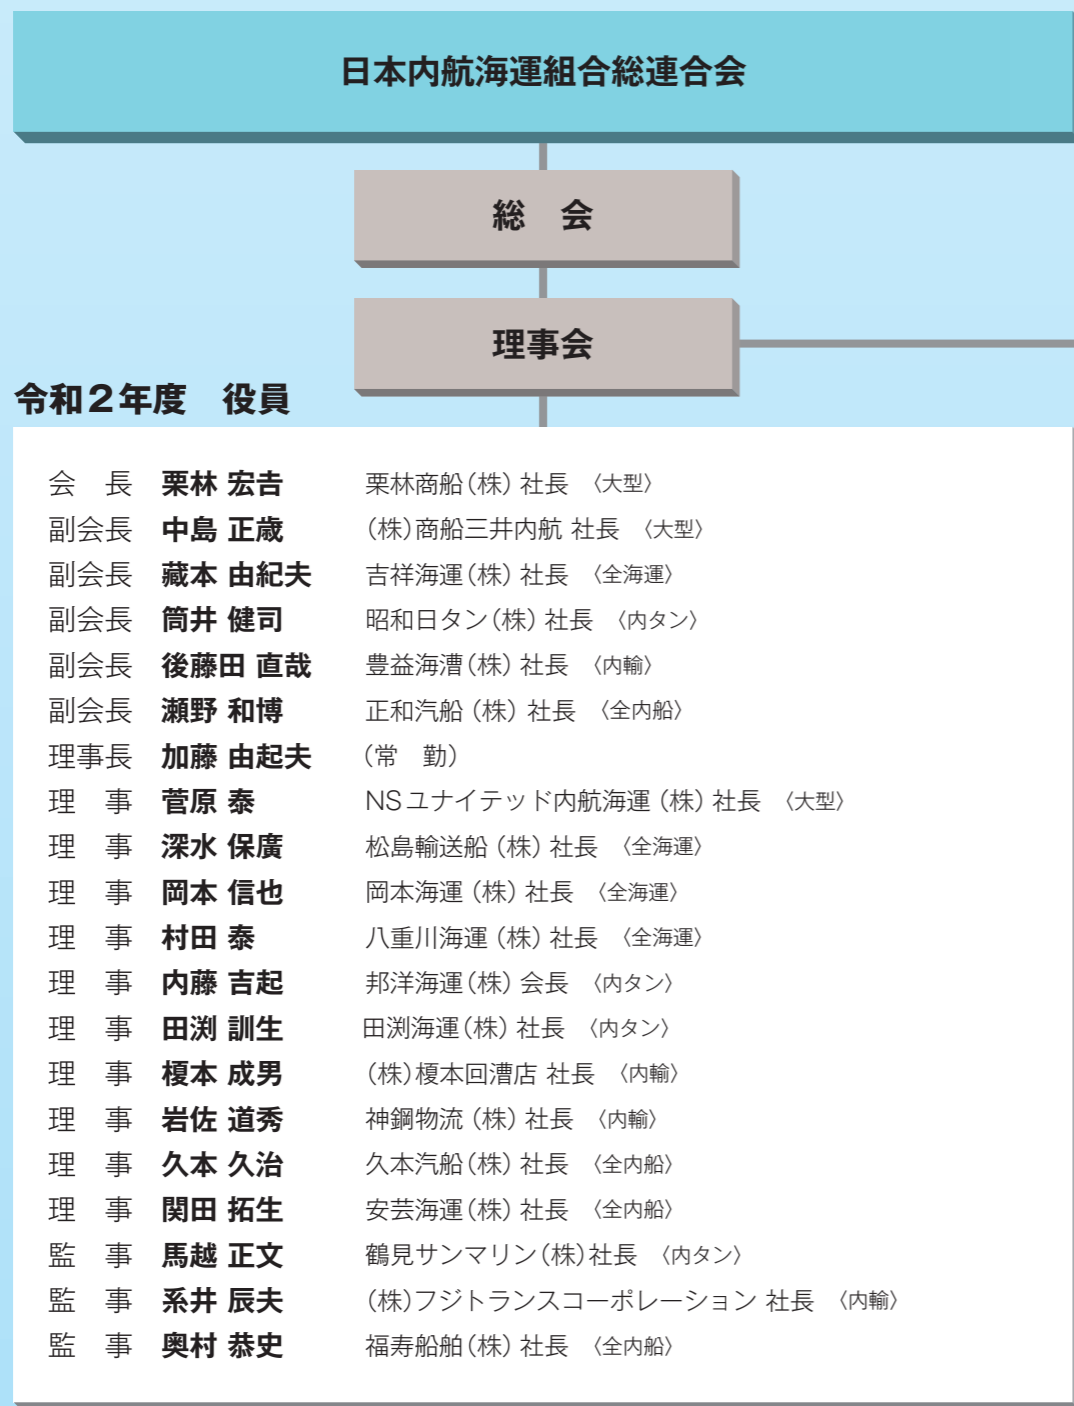 日本内航海運組合総連合会
総　会
理事会
令和２年度　役員
会　長　栗林 宏𠮷　栗林商船(株) 社長 〈大型〉
副会長　中島 正歳　(株)商船三井内航 社長 〈大型〉
副会長　藏本 由紀夫　吉祥海運(株) 社長 〈全海運〉
副会長　筒井 健司　昭和日タン(株) 社長 〈内タン〉
副会長　後藤田 直哉　豊益海漕(株) 社長 〈内輸〉
副会長　瀬野 和博　正和汽船 (株) 社長 〈全内船〉
理事長　加藤 由起夫　(常　勤)
理　事　菅原 泰　NSユナイテッド内航海運 (株) 社長 〈大型〉
理　事　深水 保廣　松島輸送船 (株) 社長 〈全海運〉
理　事　岡本 信也　岡本海運 (株) 社長 〈全海運〉
理　事　村田 泰　八重川海運 (株) 社長 〈全海運〉
理　事　内藤 吉起　邦洋海運(株) 会長 〈内タン〉
理　事　田渕 訓生　田渕海運(株) 社長 〈内タン〉
理　事　榎本 成男　(株)榎本回漕店 社長 〈内輸〉
理　事　岩佐 道秀　神鋼物流 (株) 社長 〈内輸〉
理　事　久本 久治　久本汽船(株) 社長 〈全内船〉
理　事　関田 拓生　安芸海運(株) 社長 〈全内船〉
監　事　馬越 正文　鶴見サンマリン(株)社長 〈内タン〉
監　事　系井 辰夫　(株)フジトランスコーポレーション 社長 〈内輸〉
監　事　奥村 恭史　福寿船舶(株) 社長 〈全内船〉